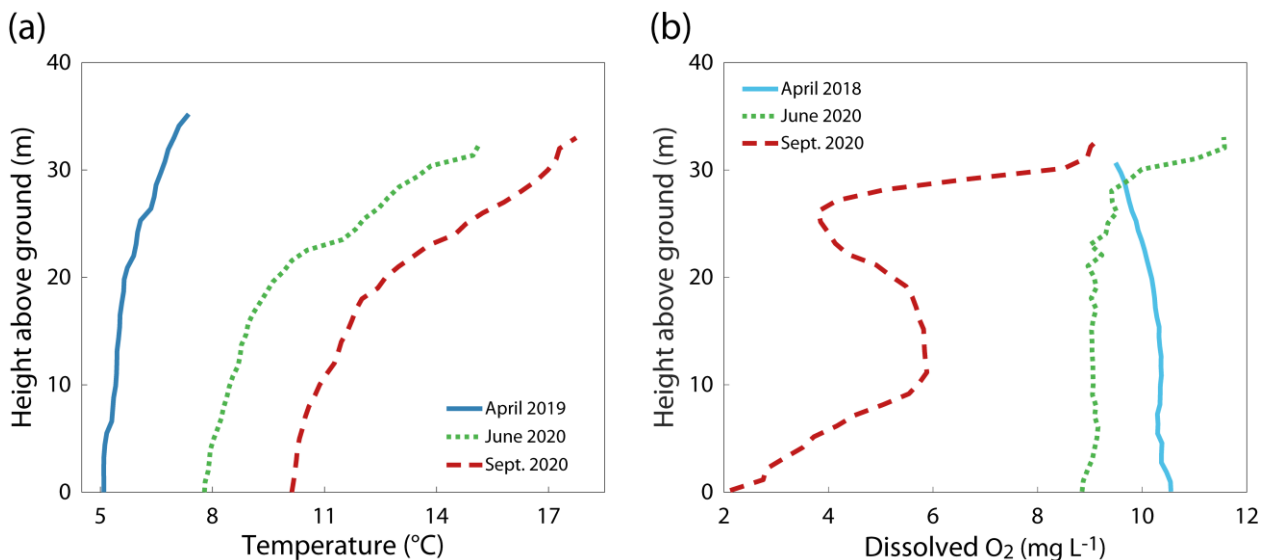 (a)
40
30
20
10
0
Height above ground (m)
April 2019
June 2020
Sept. 2020
5 8 11 14 17
Temperature (°C)
(b)
40
30
20
10
0
Height above ground (m)
April 2018
June 2020
Sept. 2020
2 4 6 8 10 12
Dissolved O₂ (mg L⁻¹)